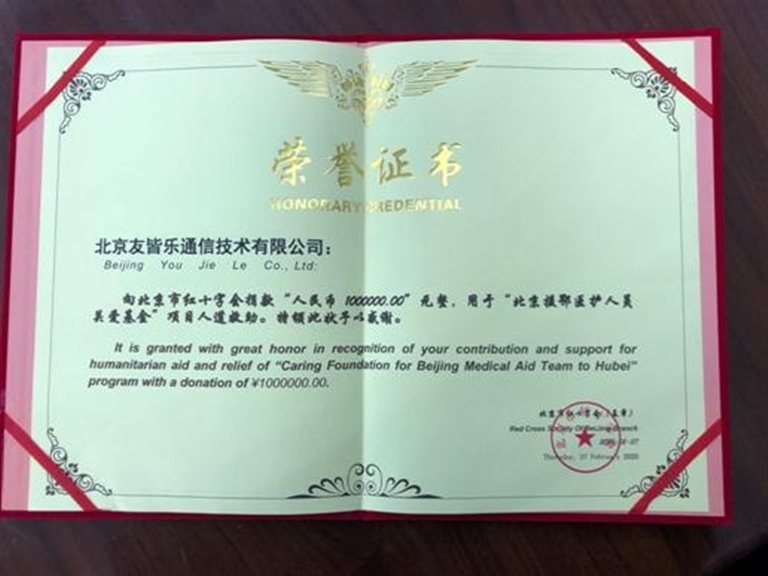 荣誉证书
HONORARY CREDENTIAL
北京友皆乐通信技术有限公司：
Beijing You Jie Le Co., Ltd:
向北京市红十字会捐款“人民币 1000000.00”元整，用于“北京援鄂医护人员
关爱基金”项目人道救助。特颁此状予以感谢。
It is granted with great honor in recognition of your contribution and support for
humanitarian aid and relief of “Caring Foundation for Beijing Medical Aid Team to Hubei”
program with a donation of ¥1000000.00.
北京市红十字会（盖章）
Red Cross Society Of Beijing Branch
Thursday, 27 February 2020